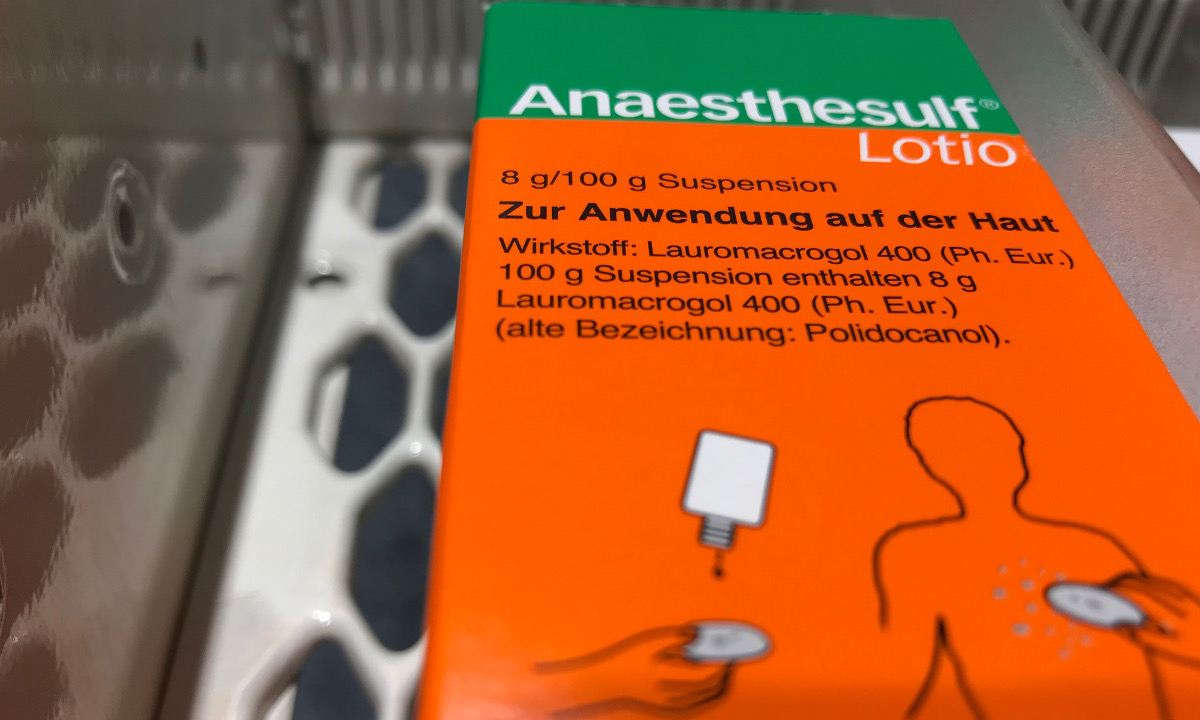 Anaesthesulf®
Lotio
8 g/100 g Suspension
Zur Anwendung auf der Haut
Wirkstoff: Lauromacrogol 400 (Ph. Eur.)
100 g Suspension enthalten 8 g
Lauromacrogol 400 (Ph. Eur.)
(alte Bezeichnung: Polidocanol).